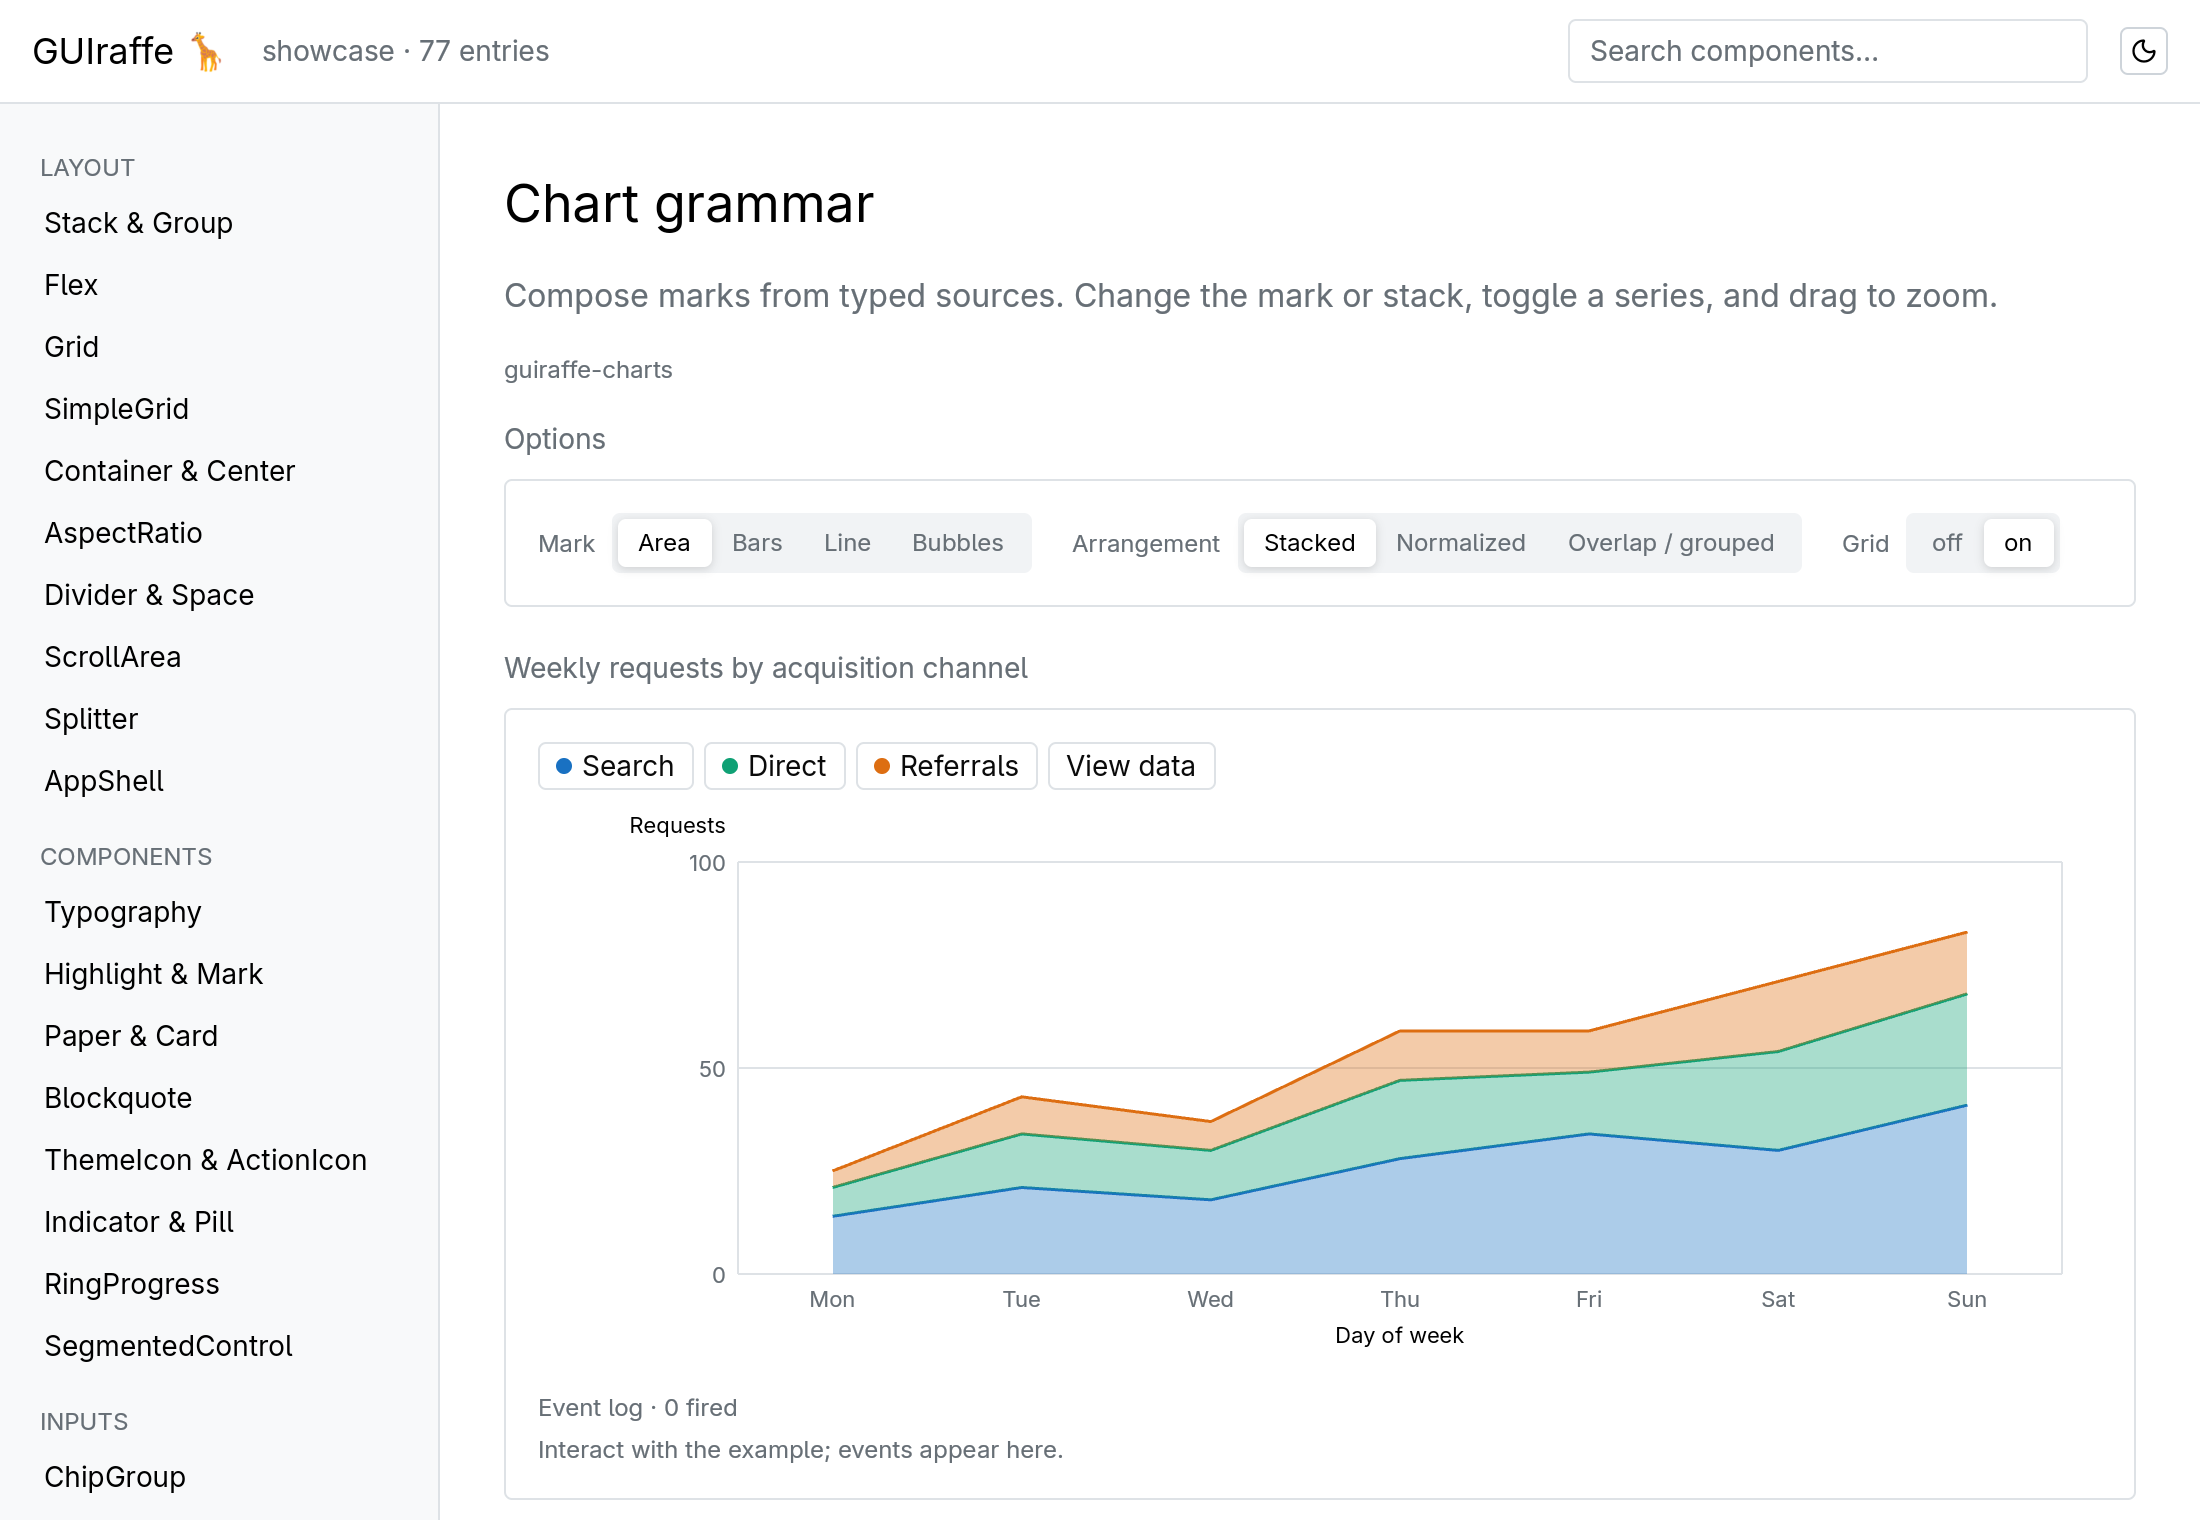 GUIraffe 🦒 showcase · 77 entries
Search components...
LAYOUT
Stack & Group
Flex
Grid
SimpleGrid
Container & Center
AspectRatio
Divider & Space
ScrollArea
Splitter
AppShell
COMPONENTS
Typography
Highlight & Mark
Paper & Card
Blockquote
ThemeIcon & ActionIcon
Indicator & Pill
RingProgress
SegmentedControl
INPUTS
ChipGroup
Chart grammar
Compose marks from typed sources. Change the mark or stack, toggle a series, and drag to zoom.
guiraffe-charts
Options
Mark Area Bars Line Bubbles Arrangement Stacked Normalized Overlap / grouped Grid off on
Weekly requests by acquisition channel
Search Direct Referrals View data
Requests
100
50
0
Mon Tue Wed Thu Fri Sat Sun
Day of week
Event log · 0 fired
Interact with the example; events appear here.